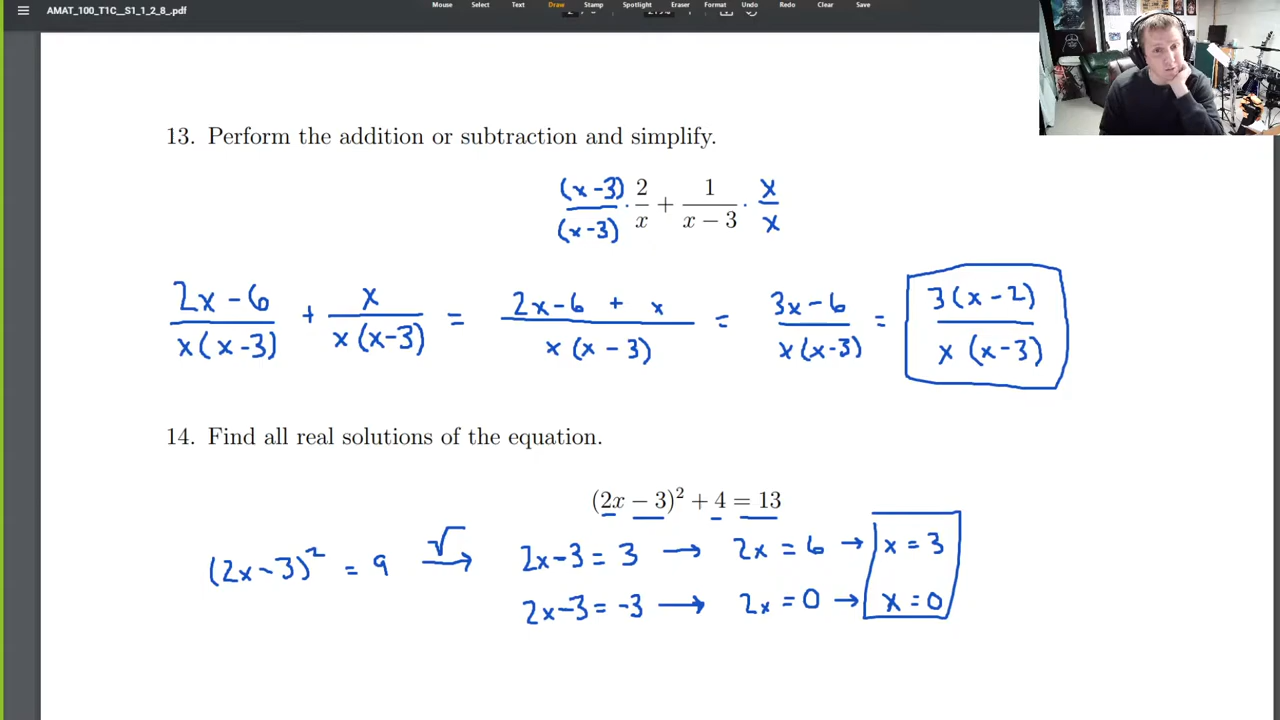 AMAT_100_T1C__S1_1_2_8_.pdf
Mouse Select Text Draw Stamp Spotlight Eraser Format Undo Redo Clear Save
13. Perform the addition or subtraction and simplify.
(x-3)/(x-3) · 2/x + 1/(x − 3) · x/x
(2x-6)/(x(x-3)) + x/(x(x-3)) = (2x-6 + x)/(x(x-3)) = (3x-6)/(x(x-3)) = 3(x-2)/(x(x-3))
14. Find all real solutions of the equation.
(2x − 3)² + 4 = 13
(2x-3)² = 9 √→ 2x-3 = 3 → 2x = 6 → x = 3
2x-3 = -3 → 2x = 0 → x = 0